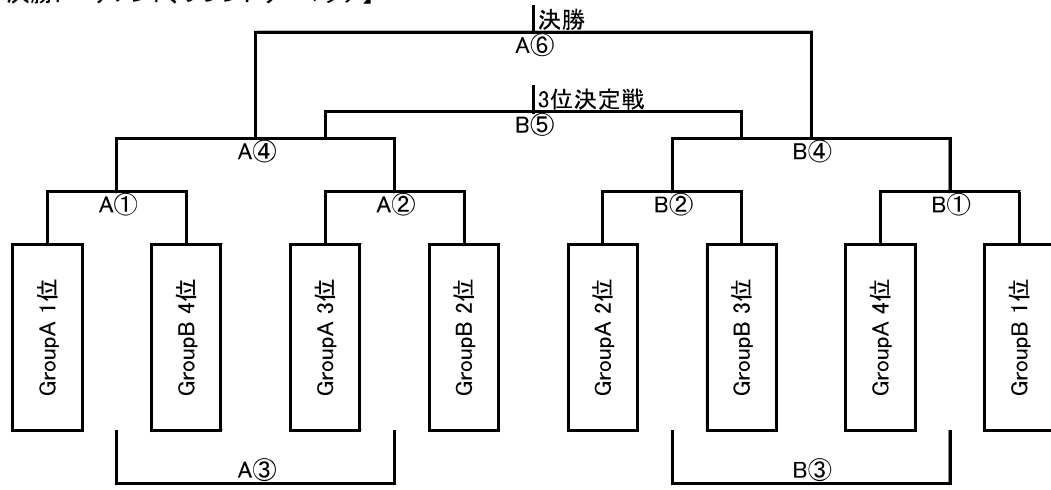 決勝
A⑥
3位決定戦
B⑤
A④
B④
A①
A②
B②
B①
GroupA 1位
GroupB 4位
GroupA 3位
GroupB 2位
GroupA 2位
GroupB 3位
GroupA 4位
GroupB 1位
A③
B③